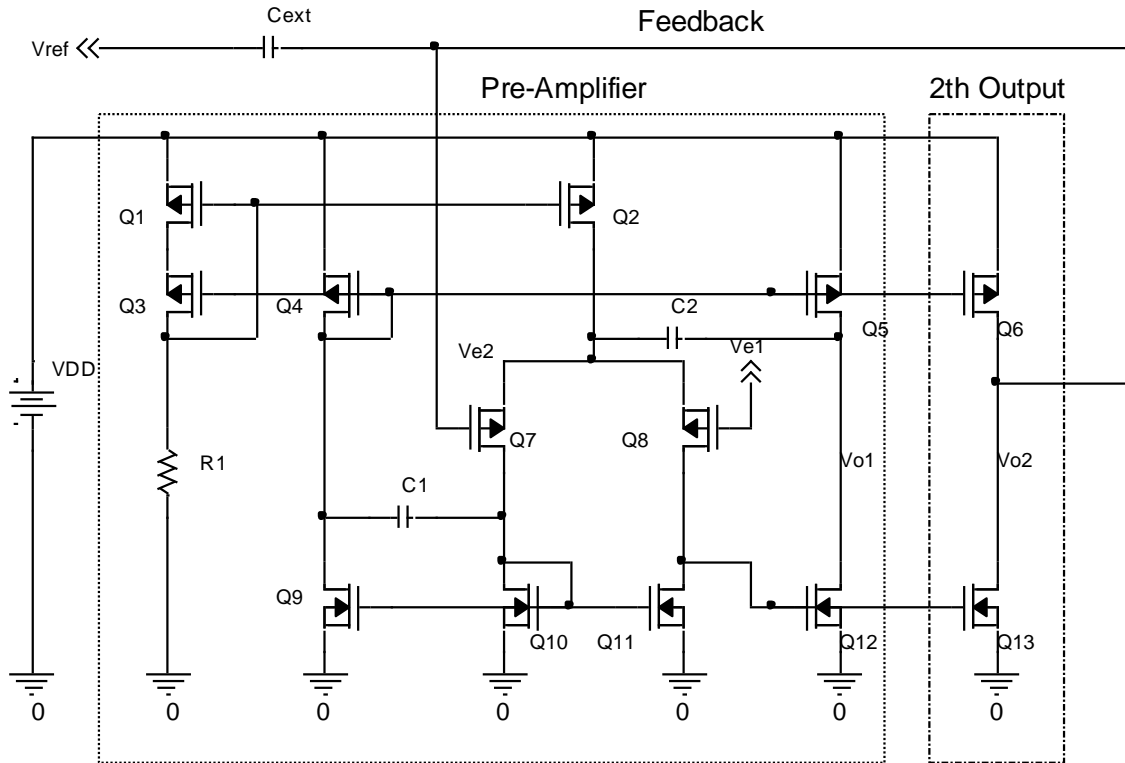 Cext
Feedback
Vref
Pre-Amplifier
2th Output
Q1
Q2
Q3
Q4
C2
Q5
Q6
Ve2
Ve1
VDD
Q7
Q8
R1
Vo1
Vo2
C1
Q9
Q10
Q11
Q12
Q13
0
0
0
0
0
0
0